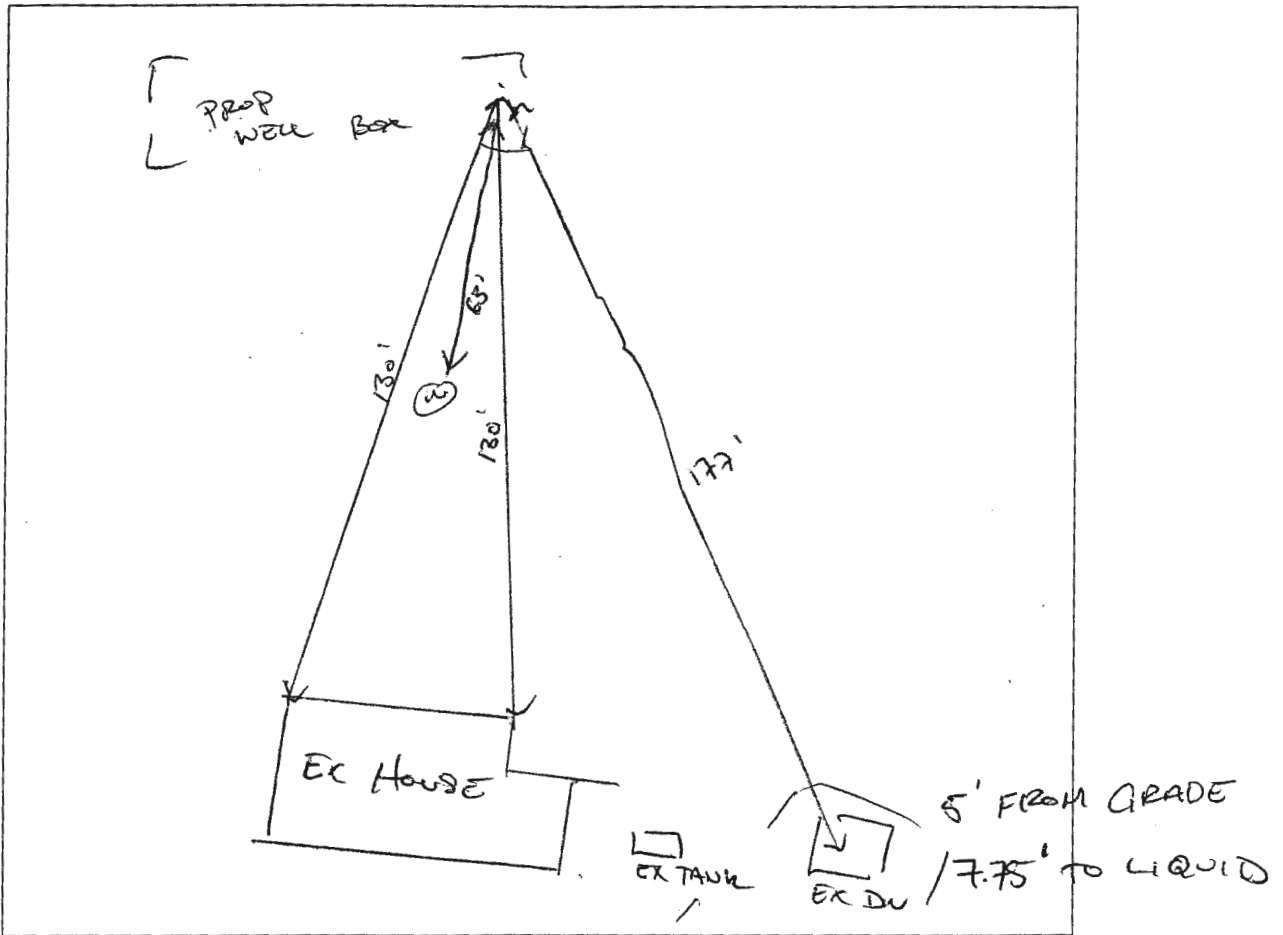 PROP
WELL BOX
65'
130'
130'
W
177'
EX HOUSE
5' FROM GRADE
EX TANK
EX DW / 7.75' TO LIQUID